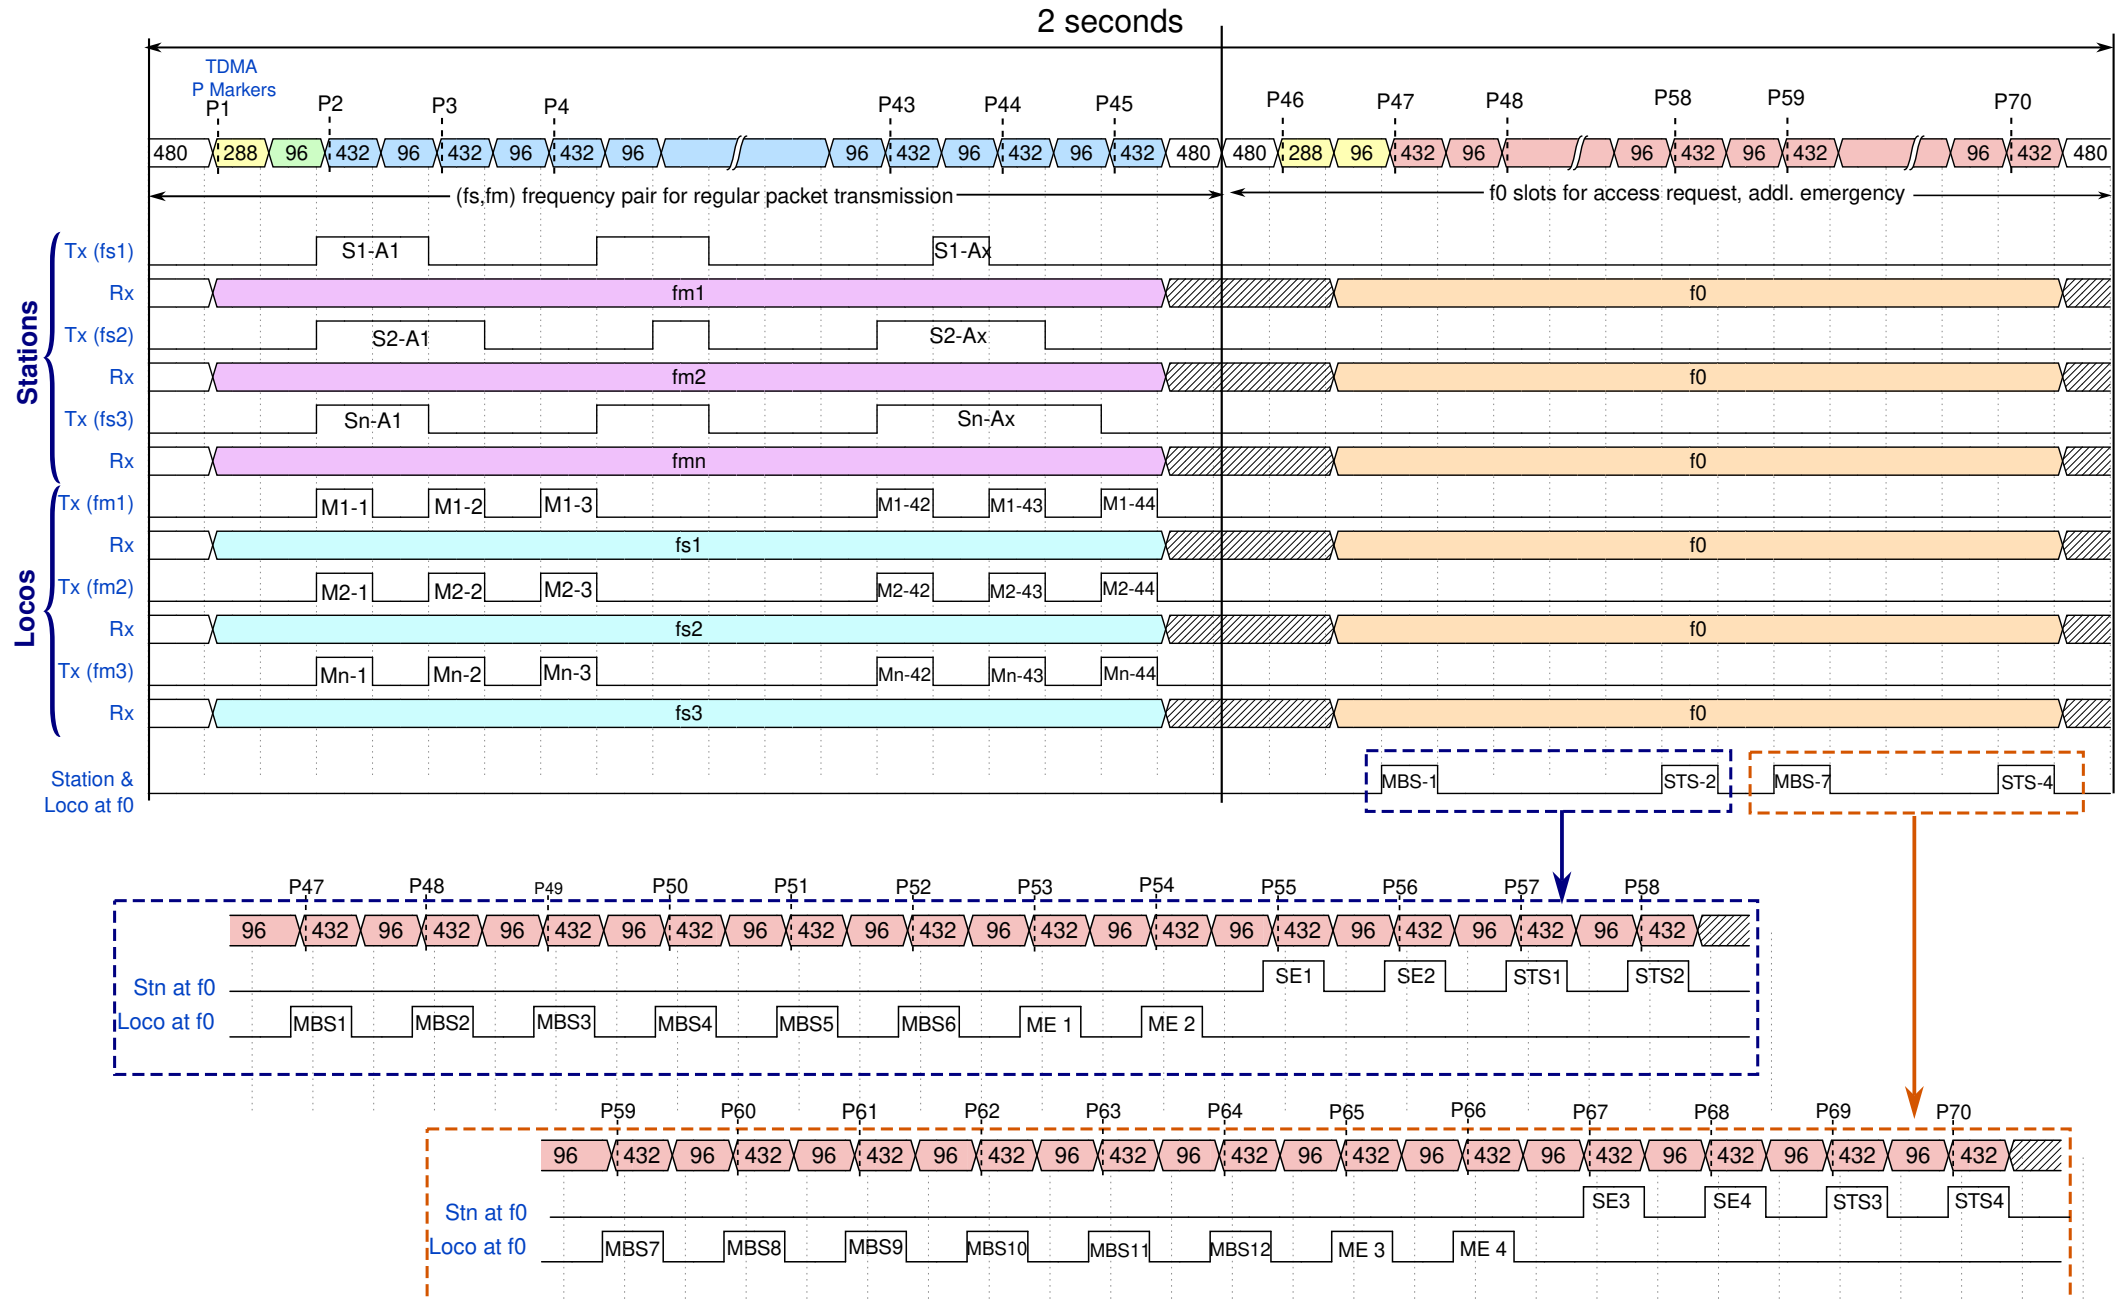 2 seconds
TDMA
P Markers
P1 P2 P3 P4 P43 P44 P45 P46 P47 P48 P58 P59 P70
480 288 96 432 96 432 96 432 96 96 432 96 432 96 432 480 480 288 96 432 96 96 432 96 432 96 432 480
(fs,fm) frequency pair for regular packet transmission f0 slots for access request, addl. emergency
Stations
Tx (fs1) S1-A1 S1-Ax
Rx fm1 f0
Tx (fs2) S2-A1 S2-Ax
Rx fm2 f0
Tx (fs3) Sn-A1 Sn-Ax
Rx fmn f0
Locos
Tx (fm1) M1-1 M1-2 M1-3 M1-42 M1-43 M1-44
Rx fs1 f0
Tx (fm2) M2-1 M2-2 M2-3 M2-42 M2-43 M2-44
Rx fs2 f0
Tx (fm3) Mn-1 Mn-2 Mn-3 Mn-42 Mn-43 Mn-44
Rx fs3 f0
Station & MBS-1 STS-2 MBS-7 STS-4
Loco at f0
P47 P48 P49 P50 P51 P52 P53 P54 P55 P56 P57 P58
96 432 96 432 96 432 96 432 96 432 96 432 96 432 96 432 96 432 96 432 96 432 96 432
Stn at f0 SE1 SE2 STS1 STS2
Loco at f0 MBS1 MBS2 MBS3 MBS4 MBS5 MBS6 ME 1 ME 2
P59 P60 P61 P62 P63 P64 P65 P66 P67 P68 P69 P70
96 432 96 432 96 432 96 432 96 432 96 432 96 432 96 432 96 432 96 432 96 432 96 432
Stn at f0 SE3 SE4 STS3 STS4
Loco at f0 MBS7 MBS8 MBS9 MBS10 MBS11 MBS12 ME 3 ME 4